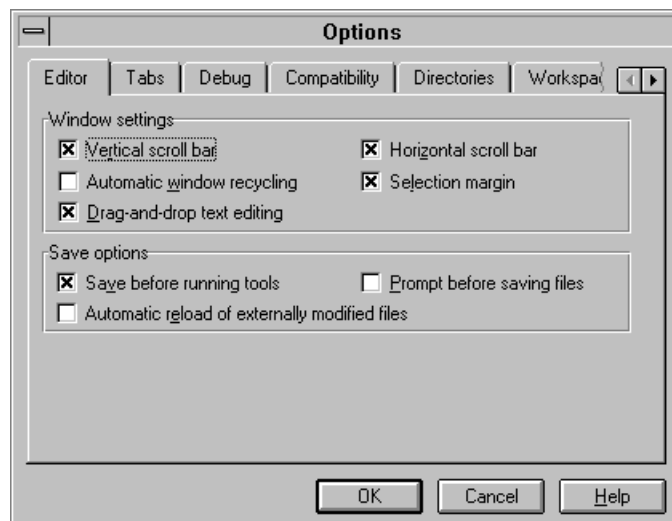 Options
Editor Tabs Debug Compatibility Directories Workspa
Window settings
Vertical scroll bar Horizontal scroll bar
Automatic window recycling Selection margin
Drag-and-drop text editing
Save options
Save before running tools Prompt before saving files
Automatic reload of externally modified files
OK Cancel Help